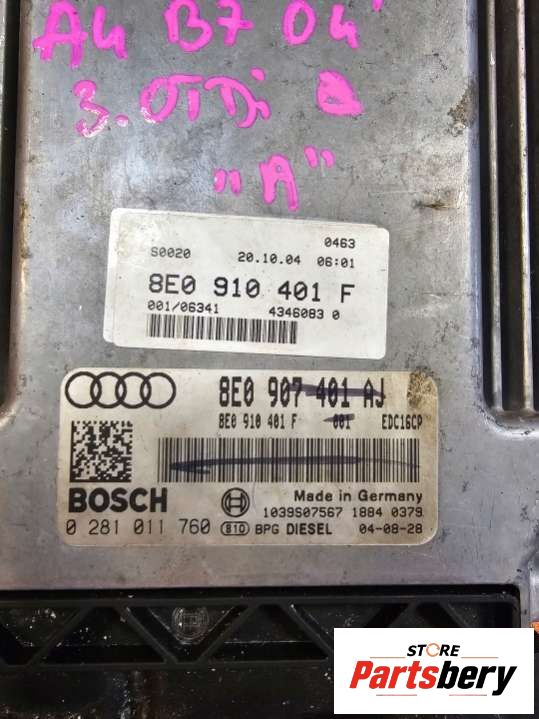 A4 B7 04'
3.0TDi
"A"
0463
S0020 20.10.04 06:01
8E0 910 401 F
001/06341 4346083 0
8E0 907 401 AJ
8E0 910 401 F 001 EDC16CP
BOSCH
Made in Germany
1039S07567 1884 0379
0 281 011 760 810 BPG DIESEL 04-08-28
STORE
Partsbery